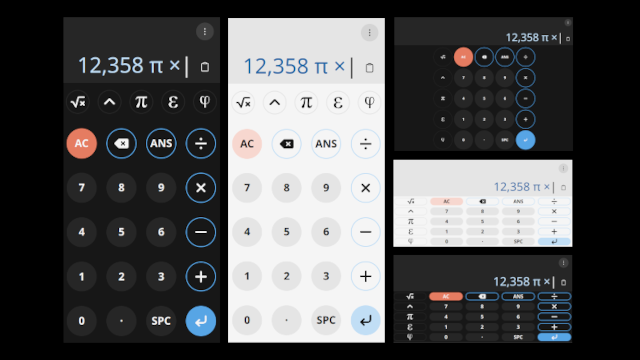 12,358 π ×|
√x ^ π ε φ
AC ⌫ ANS ÷
7 8 9 ×
4 5 6 −
1 2 3 +
0 · SPC ↵
12,358 π ×|
√x ^ π ε φ
AC ⌫ ANS ÷
7 8 9 ×
4 5 6 −
1 2 3 +
0 · SPC ↵
12,358 π ×|
√x AC ⌫ ANS ÷
^ 7 8 9 ×
π 4 5 6 −
ε 1 2 3 +
φ 0 · SPC ↵
12,358 π ×|
√x AC ⌫ ANS ÷
^ 7 8 9 ×
π 4 5 6 −
ε 1 2 3 +
φ 0 · SPC ↵
12,358 π ×|
√x AC ⌫ ANS ÷
^ 7 8 9 ×
π 4 5 6 −
ε 1 2 3 +
φ 0 · SPC ↵